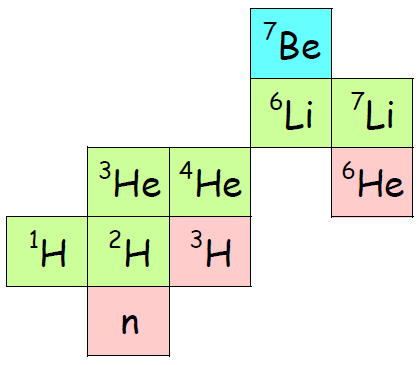 ⁷Be
⁶Li ⁷Li
³He ⁴He ⁶He
¹H ²H ³H
n